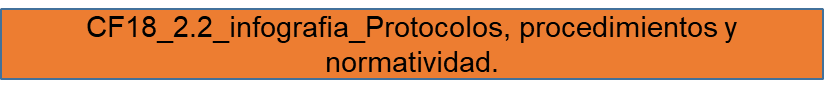 CF18_2.2_infografia_Protocolos, procedimientos y
normatividad.